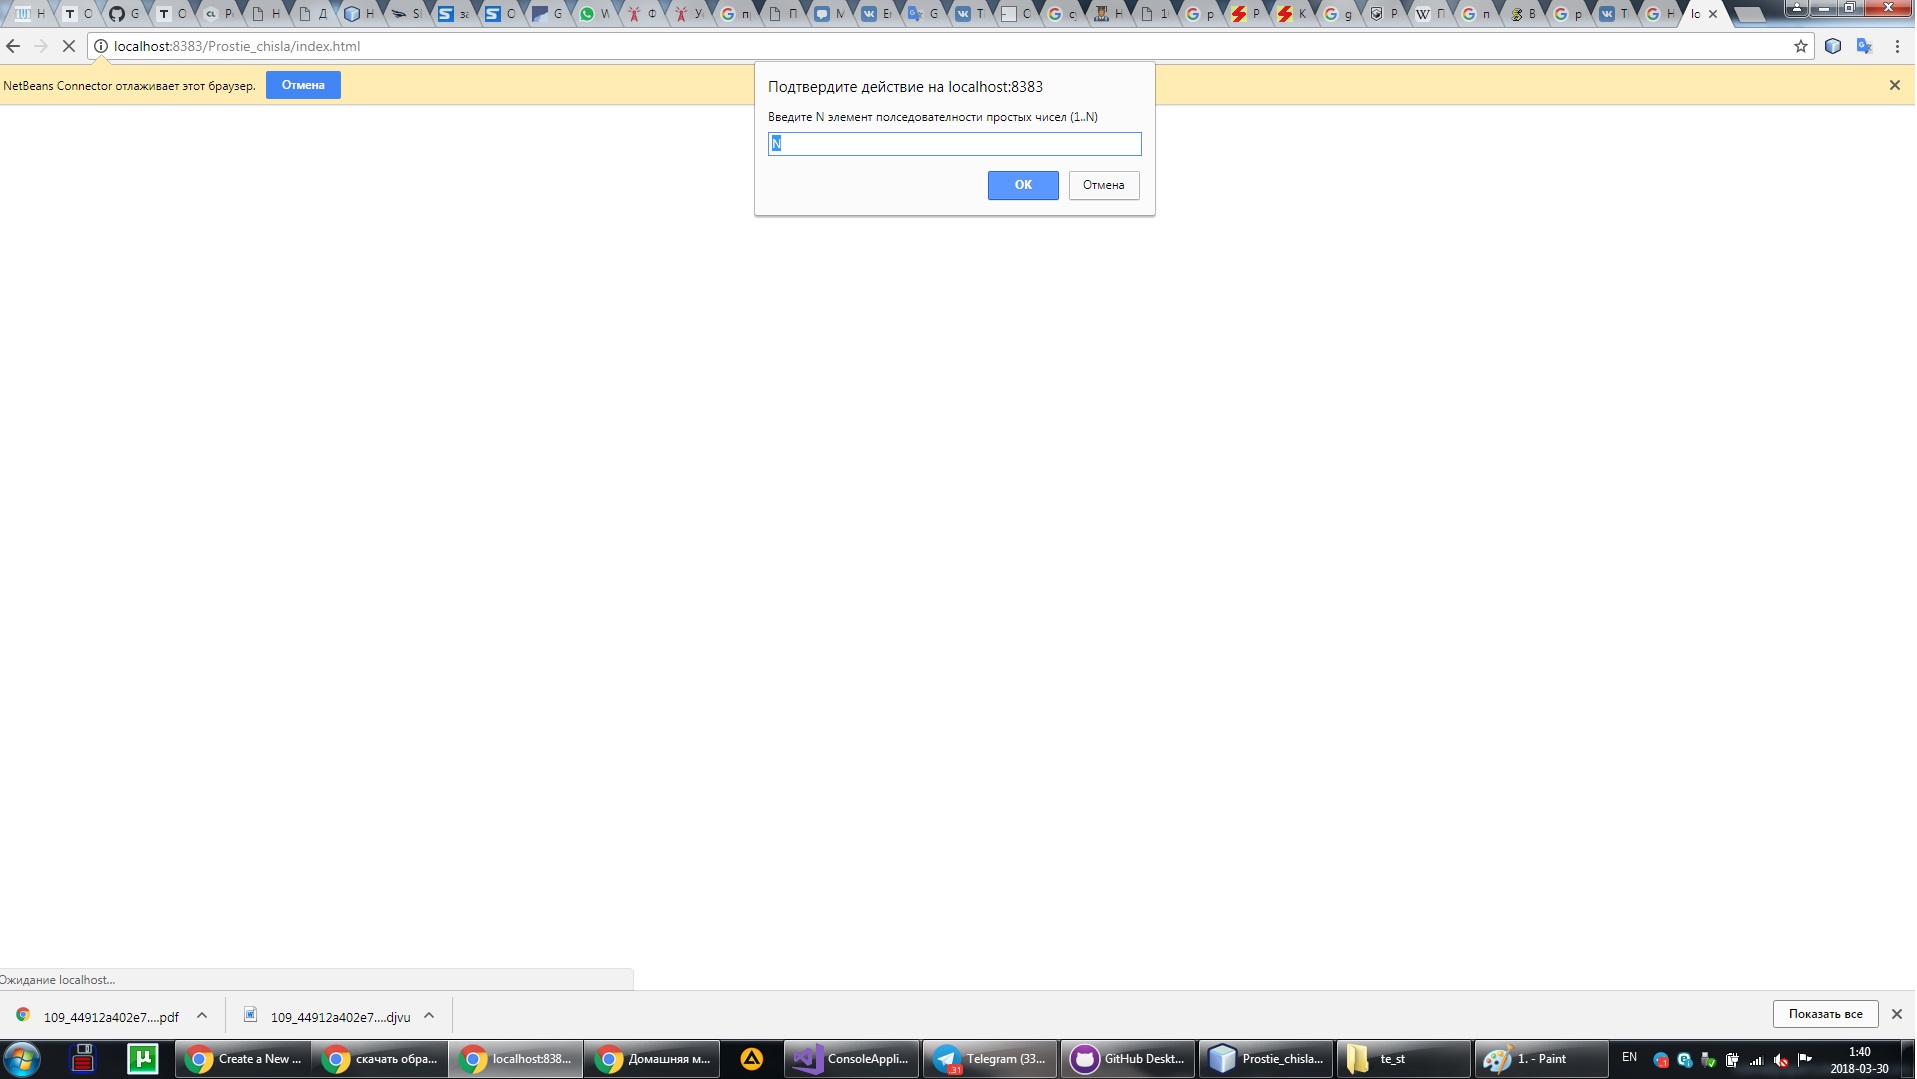 localhost:8383/Prostie_chisla/index.html
NetBeans Connector отлаживает этот браузер.
Отмена
Подтвердите действие на localhost:8383
Введите N элемент полседователности простых чисел (1..N)
N
OK
Отмена
Ожидание localhost...
109_44912a402e7....pdf
109_44912a402e7....djvu
Показать все
Create a New ...
скачать обра...
localhost:838...
Домашняя м...
ConsoleAppli...
Telegram (33...
GitHub Deskt...
Prostie_chisla...
te_st
1. - Paint
EN
1:40
2018-03-30